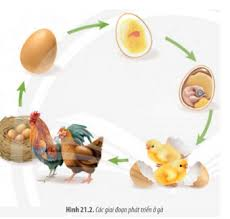 Hình 21.2. Các giai đoạn phát triển ở gà